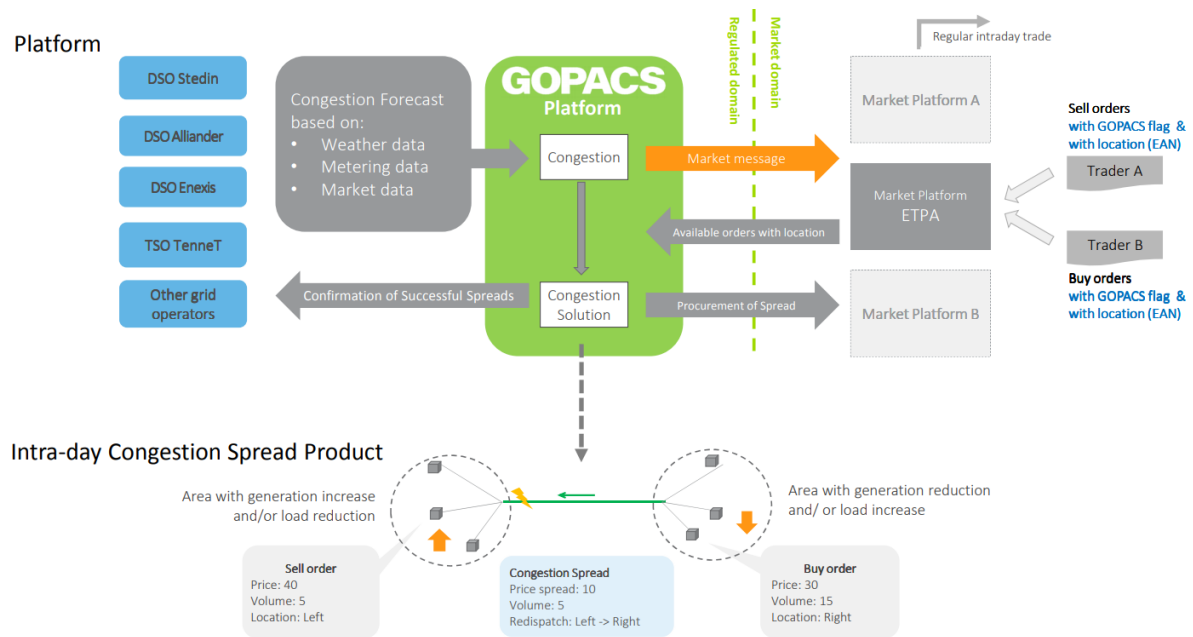 Platform
DSO Stedin
DSO Alliander
DSO Enexis
TSO TenneT
Other grid
operators
Congestion Forecast
based on:
• Weather data
• Metering data
• Market data
GOPACS
Platform
Congestion
Congestion
Solution
Confirmation of Successful Spreads
Regulated domain
Market domain
Market message
Available orders with location
Procurement of Spread
Regular intraday trade
Market Platform A
Market Platform
ETPA
Market Platform B
Sell orders
with GOPACS flag &
with location (EAN)
Trader A
Trader B
Buy orders
with GOPACS flag &
with location (EAN)
Intra-day Congestion Spread Product
Area with generation increase
and/or load reduction
Area with generation reduction
and/ or load increase
Sell order
Price: 40
Volume: 5
Location: Left
Congestion Spread
Price spread: 10
Volume: 5
Redispatch: Left -> Right
Buy order
Price: 30
Volume: 15
Location: Right